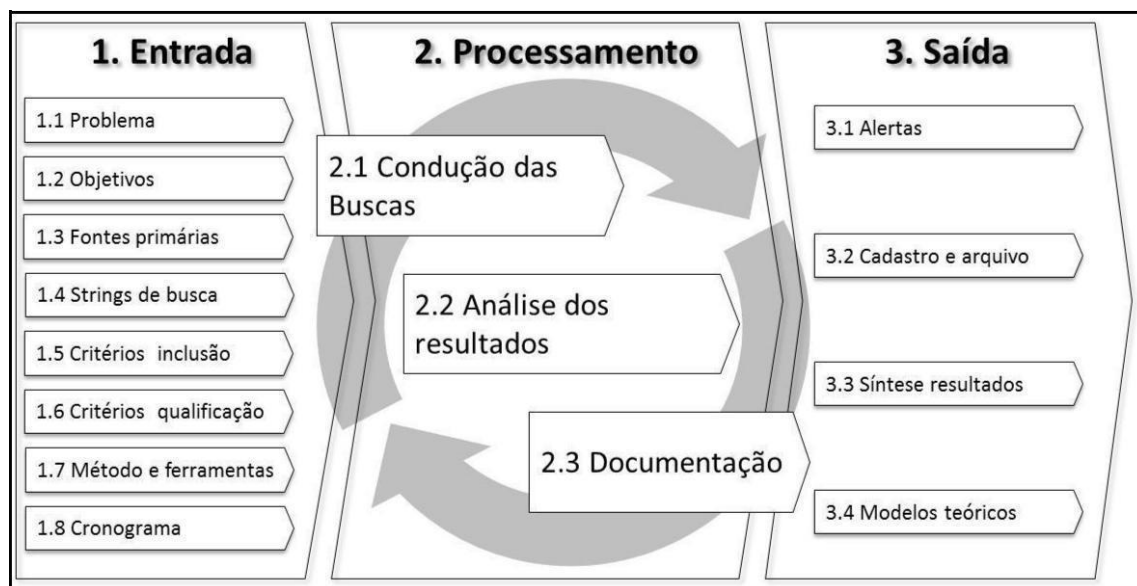 1. Entrada
1.1 Problema
1.2 Objetivos
1.3 Fontes primárias
1.4 Strings de busca
1.5 Critérios inclusão
1.6 Critérios qualificação
1.7 Método e ferramentas
1.8 Cronograma
2. Processamento
2.1 Condução das
Buscas
2.2 Análise dos
resultados
2.3 Documentação
3. Saída
3.1 Alertas
3.2 Cadastro e arquivo
3.3 Síntese resultados
3.4 Modelos teóricos